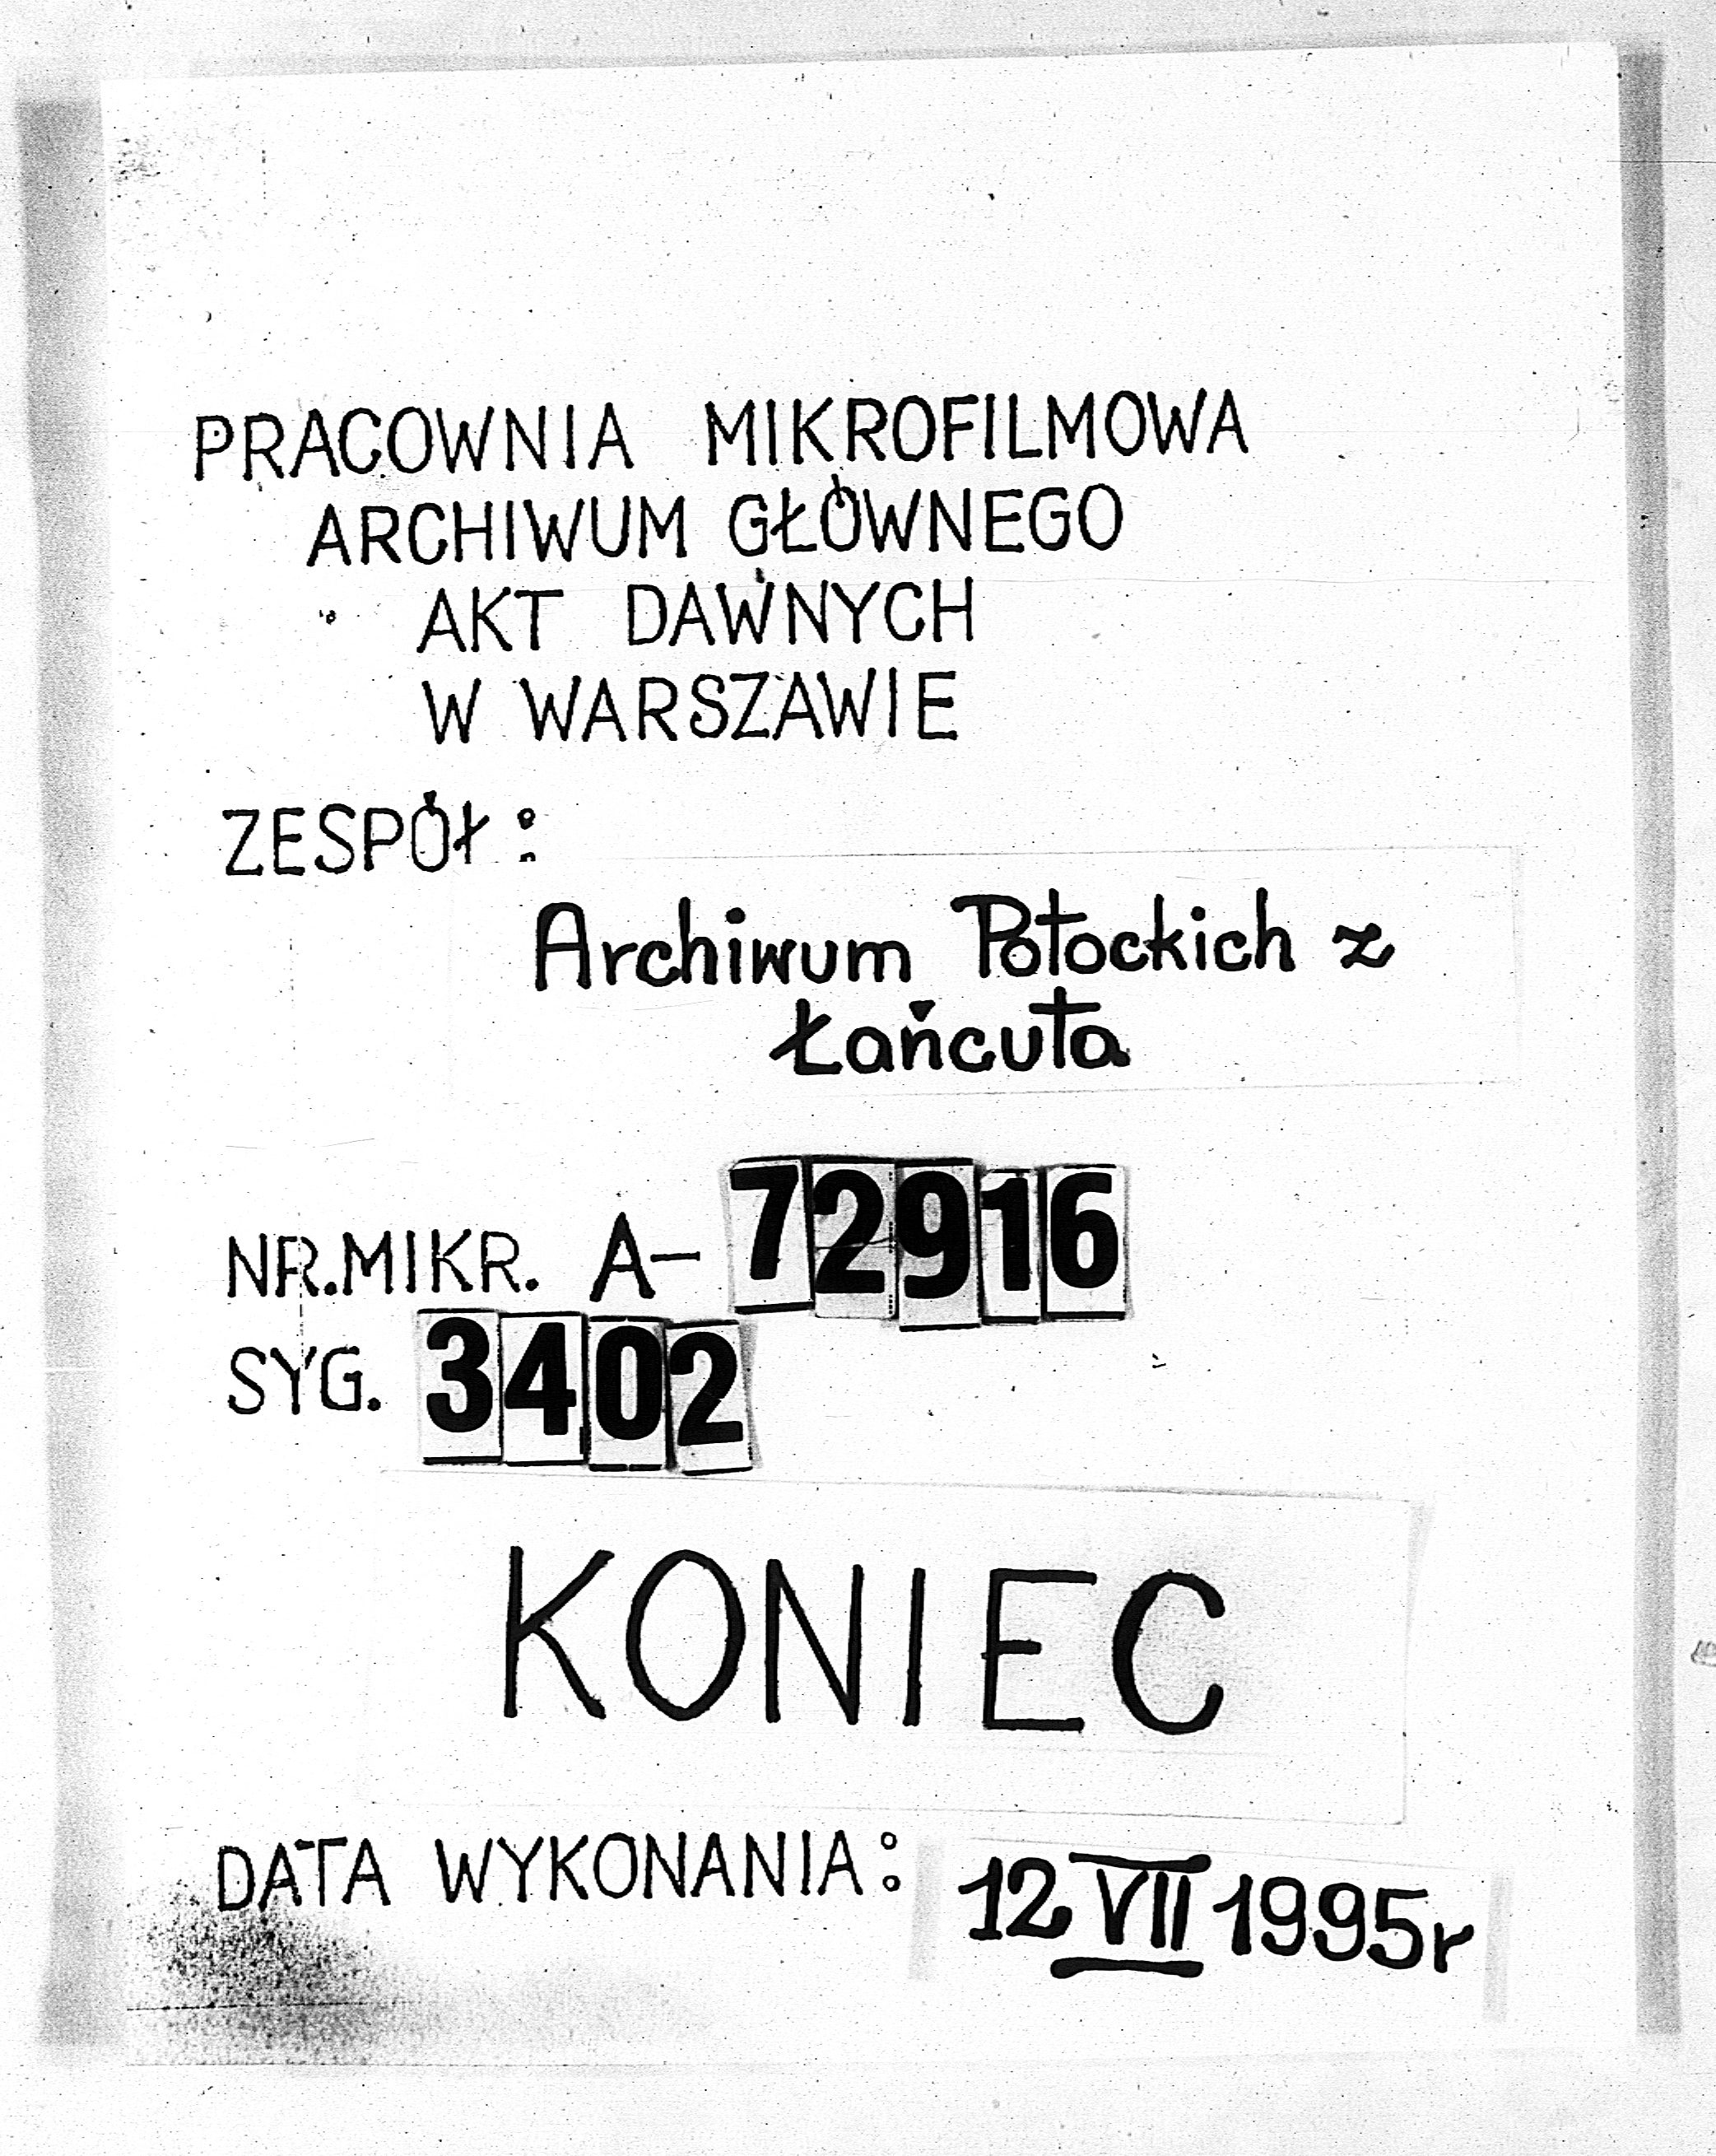 PRACOWNIA MIKROFILMOWA
ARCHIWUM GŁÓWNEGO
AKT DAWNYCH
W WARSZAWIE
ZESPÓŁ:
Archiwum Potockich z
Łańcuta
NR.MIKR. A- 72916
SYG. 3402
KONIEC
DATA WYKONANIA: 12 VII 1995r